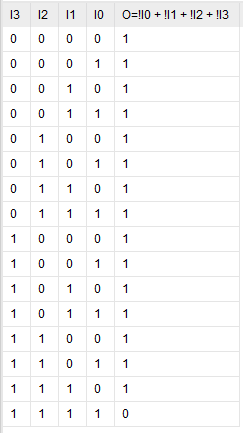 I3 I2 I1 I0 O=!I0 + !I1 + !I2 + !I3
0 0 0 0 1
0 0 0 1 1
0 0 1 0 1
0 0 1 1 1
0 1 0 0 1
0 1 0 1 1
0 1 1 0 1
0 1 1 1 1
1 0 0 0 1
1 0 0 1 1
1 0 1 0 1
1 0 1 1 1
1 1 0 0 1
1 1 0 1 1
1 1 1 0 1
1 1 1 1 0